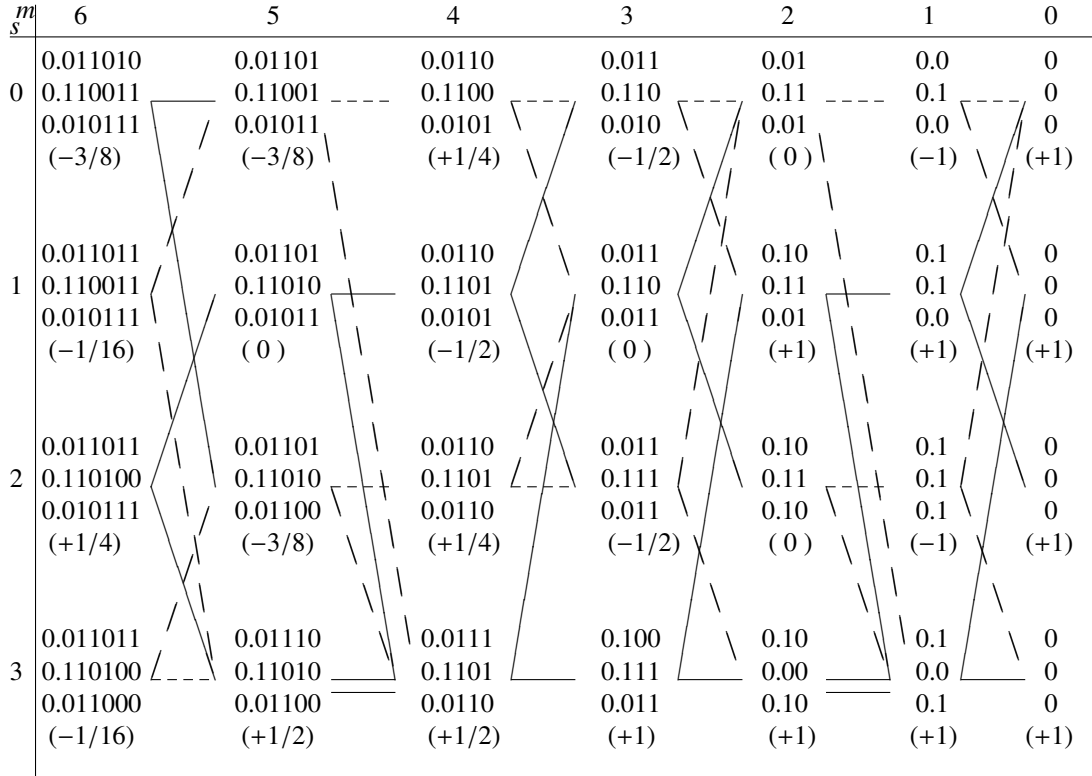 m 6 5 4 3 2 1 0
s
0.011010 0.01101 0.0110 0.011 0.01 0.0 0
0 0.110011 0.11001 0.1100 0.110 0.11 0.1 0
0.010111 0.01011 0.0101 0.010 0.01 0.0 0
(−3/8) (−3/8) (+1/4) (−1/2) ( 0 ) (−1) (+1)
0.011011 0.01101 0.0110 0.011 0.10 0.1 0
1 0.110011 0.11010 0.1101 0.110 0.11 0.1 0
0.010111 0.01011 0.0101 0.011 0.01 0.0 0
(−1/16) ( 0 ) (−1/2) ( 0 ) (+1) (+1) (+1)
0.011011 0.01101 0.0110 0.011 0.10 0.1 0
2 0.110100 0.11010 0.1101 0.111 0.11 0.1 0
0.010111 0.01100 0.0110 0.011 0.10 0.1 0
(+1/4) (−3/8) (+1/4) (−1/2) ( 0 ) (−1) (+1)
0.011011 0.01110 0.0111 0.100 0.10 0.1 0
3 0.110100 0.11010 0.1101 0.111 0.00 0.0 0
0.011000 0.01100 0.0110 0.011 0.10 0.1 0
(−1/16) (+1/2) (+1/2) (+1) (+1) (+1) (+1)